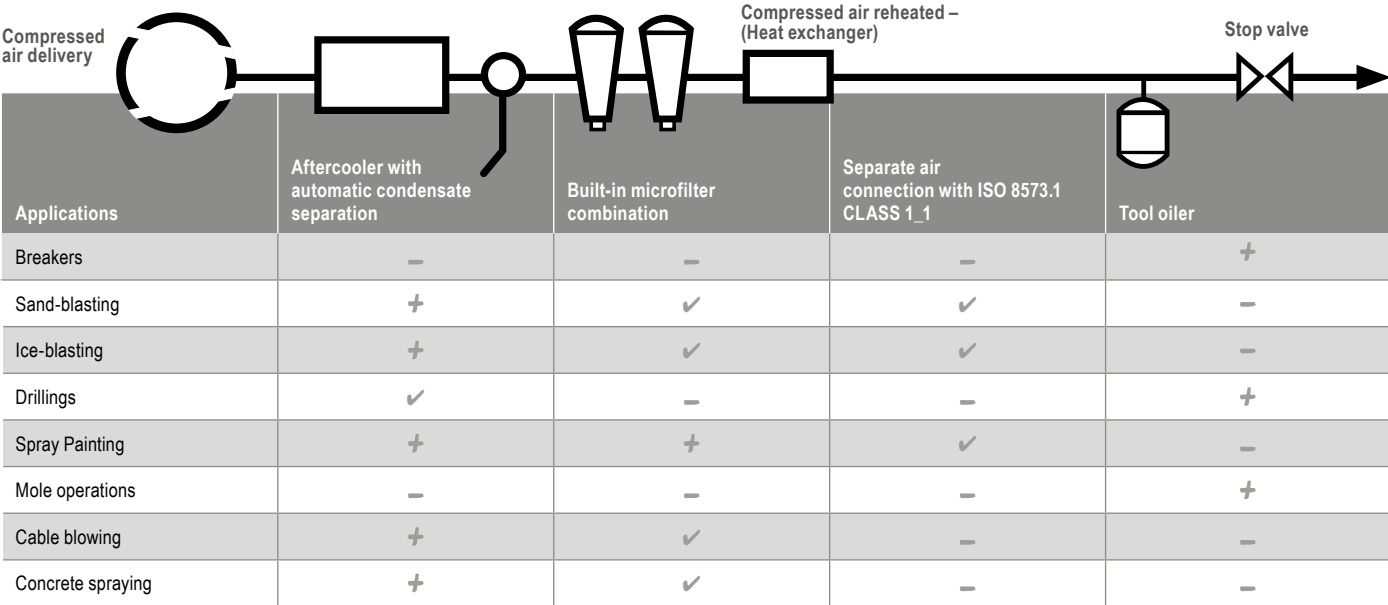 Compressed
air delivery
Compressed air reheated –
(Heat exchanger)
Stop valve
Applications
Aftercooler with
automatic condensate
separation
Built-in microfilter
combination
Separate air
connection with ISO 8573.1
CLASS 1_1
Tool oiler
Breakers – – – +
Sand-blasting + ✔ ✔ –
Ice-blasting + ✔ ✔ –
Drillings ✔ – – +
Spray Painting + + ✔ –
Mole operations – – – +
Cable blowing + ✔ – –
Concrete spraying + ✔ – –